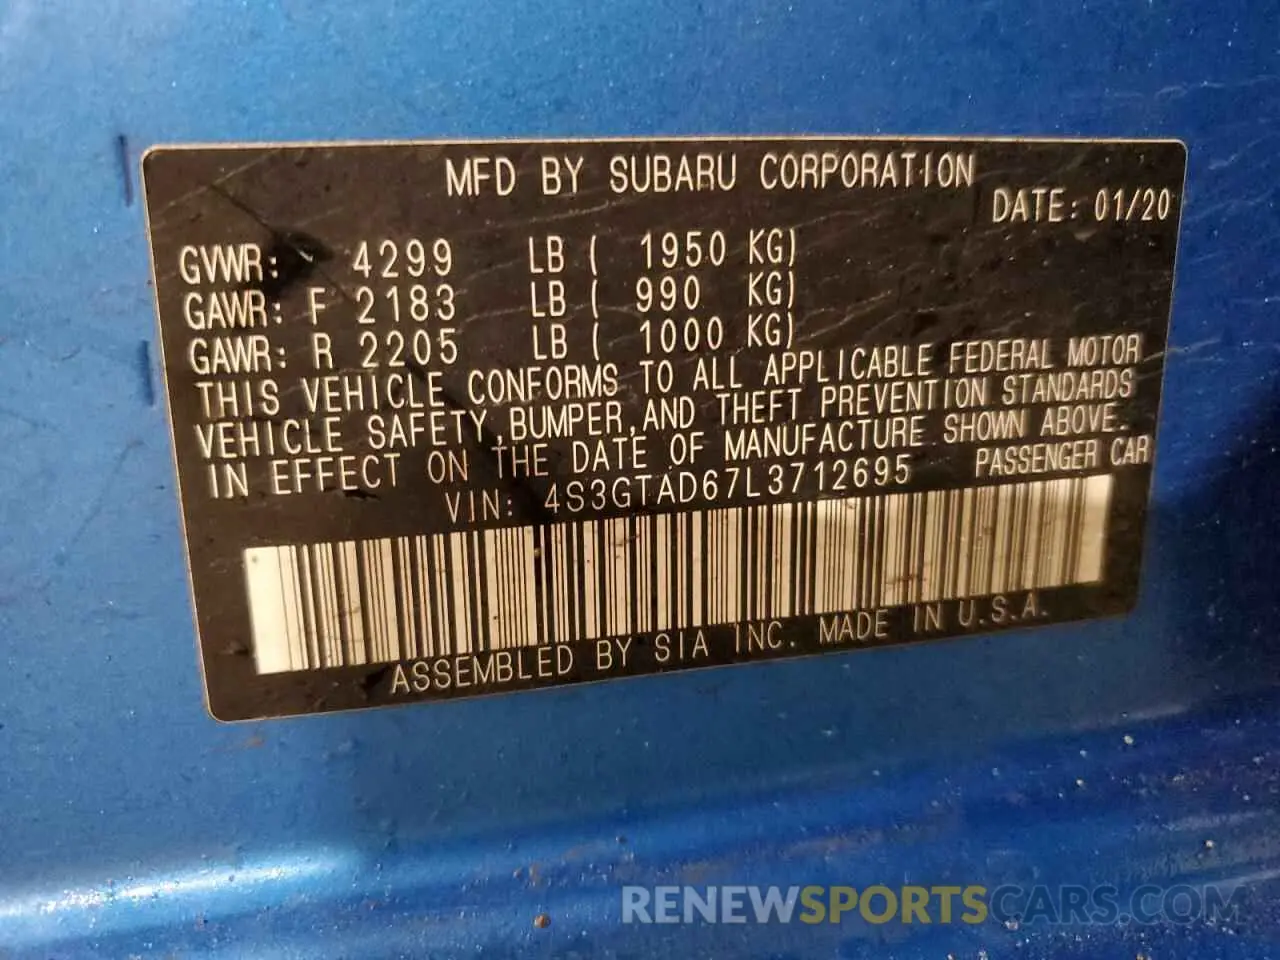 MFD BY SUBARU CORPORATION
DATE: 01/20
GVWR: 4299 LB ( 1950 KG)
GAWR: F 2183 LB ( 990 KG)
GAWR: R 2205 LB ( 1000 KG)
THIS VEHICLE CONFORMS TO ALL APPLICABLE FEDERAL MOTOR
VEHICLE SAFETY, BUMPER, AND THEFT PREVENTION STANDARDS
IN EFFECT ON THE DATE OF MANUFACTURE SHOWN ABOVE.
VIN: 4S3GTAD67L3712695 PASSENGER CAR
ASSEMBLED BY SIA INC. MADE IN U.S.A.
RENEWSPORTSCARS.COM